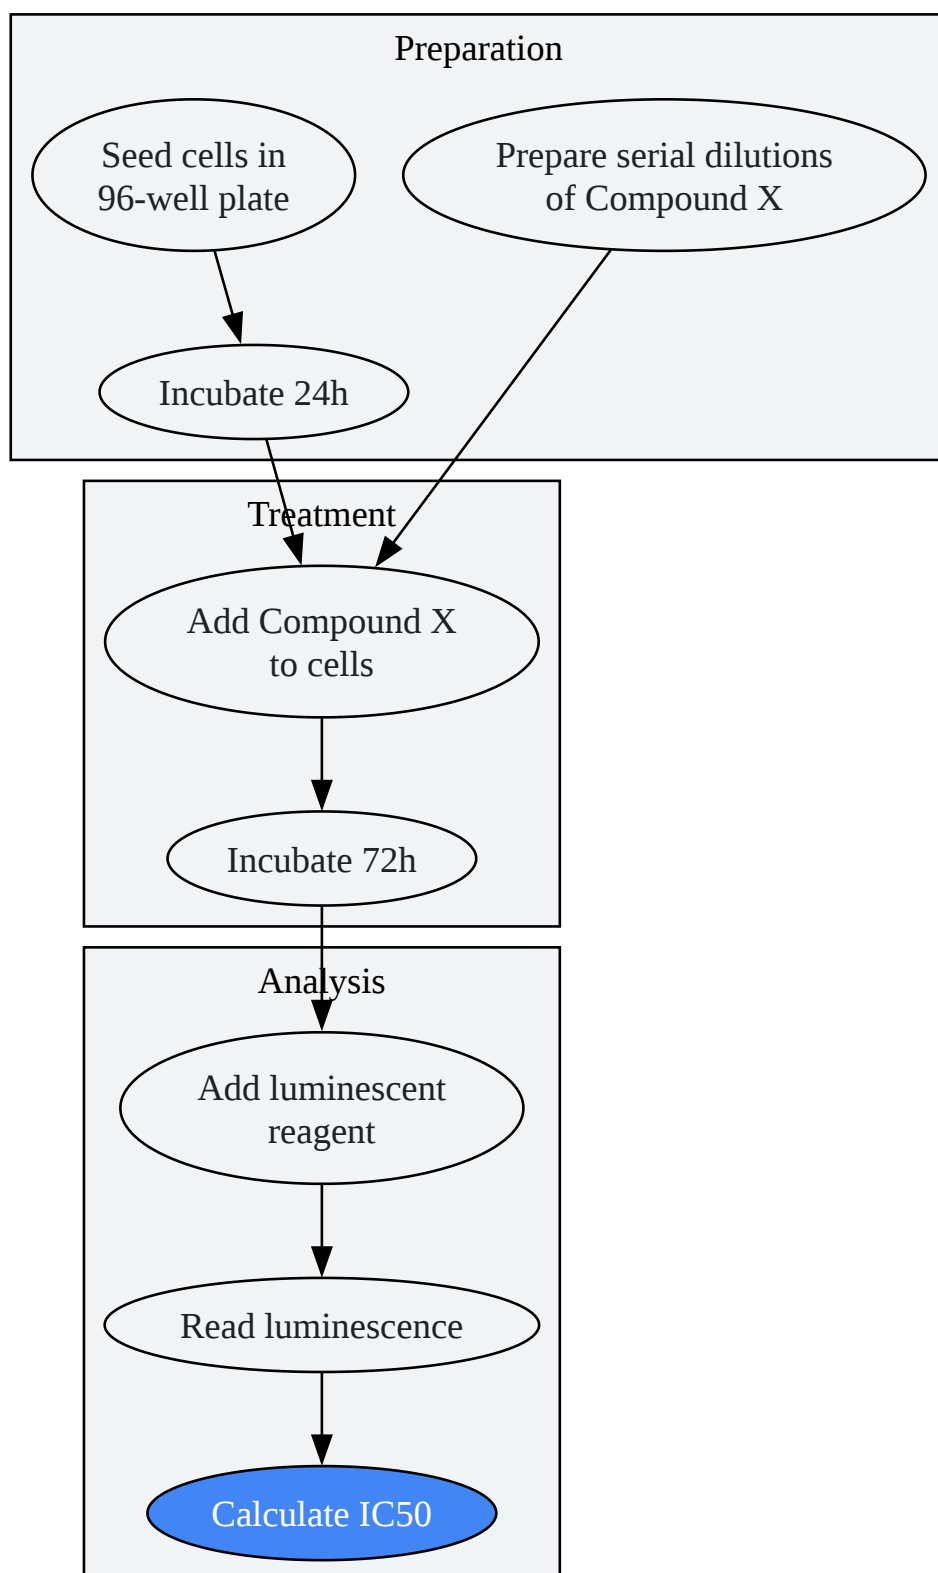 Preparation
Seed cells in
96-well plate
Prepare serial dilutions
of Compound X
Incubate 24h
Treatment
Add Compound X
to cells
Incubate 72h
Analysis
Add luminescent
reagent
Read luminescence
Calculate IC50